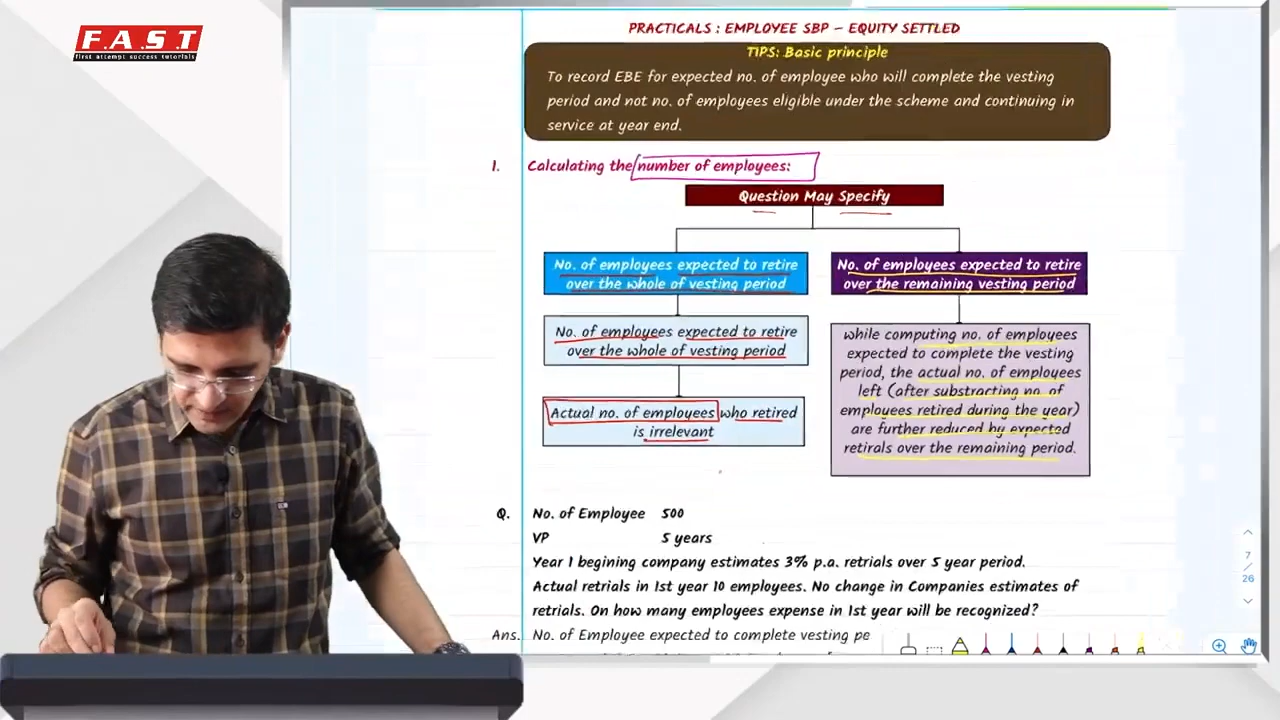 F.A.S.T
first attempt success tutorials
PRACTICALS : EMPLOYEE SBP – EQUITY SETTLED
TIPS: Basic principle
To record EBE for expected no. of employee who will complete the vesting
period and not no. of employees eligible under the scheme and continuing in
service at year end.
1. Calculating the number of employees:
Question May Specify
No. of employees expected to retire
over the whole of vesting period
No. of employees expected to retire
over the whole of vesting period
Actual no. of employees who retired
is irrelevant
No. of employees expected to retire
over the remaining vesting period
while computing no. of employees
expected to complete the vesting
period, the actual no. of employees
left (after substracting no. of
employees retired during the year)
are further reduced by expected
retirals over the remaining period.
Q. No. of Employee 500
VP 5 years
Year 1 begining company estimates 3% p.a. retrials over 5 year period.
Actual retrials in 1st year 10 employees. No change in Companies estimates of
retrials. On how many employees expense in 1st year will be recognized?
Ans. No. of Employee expected to complete vesting pe
7
/
26